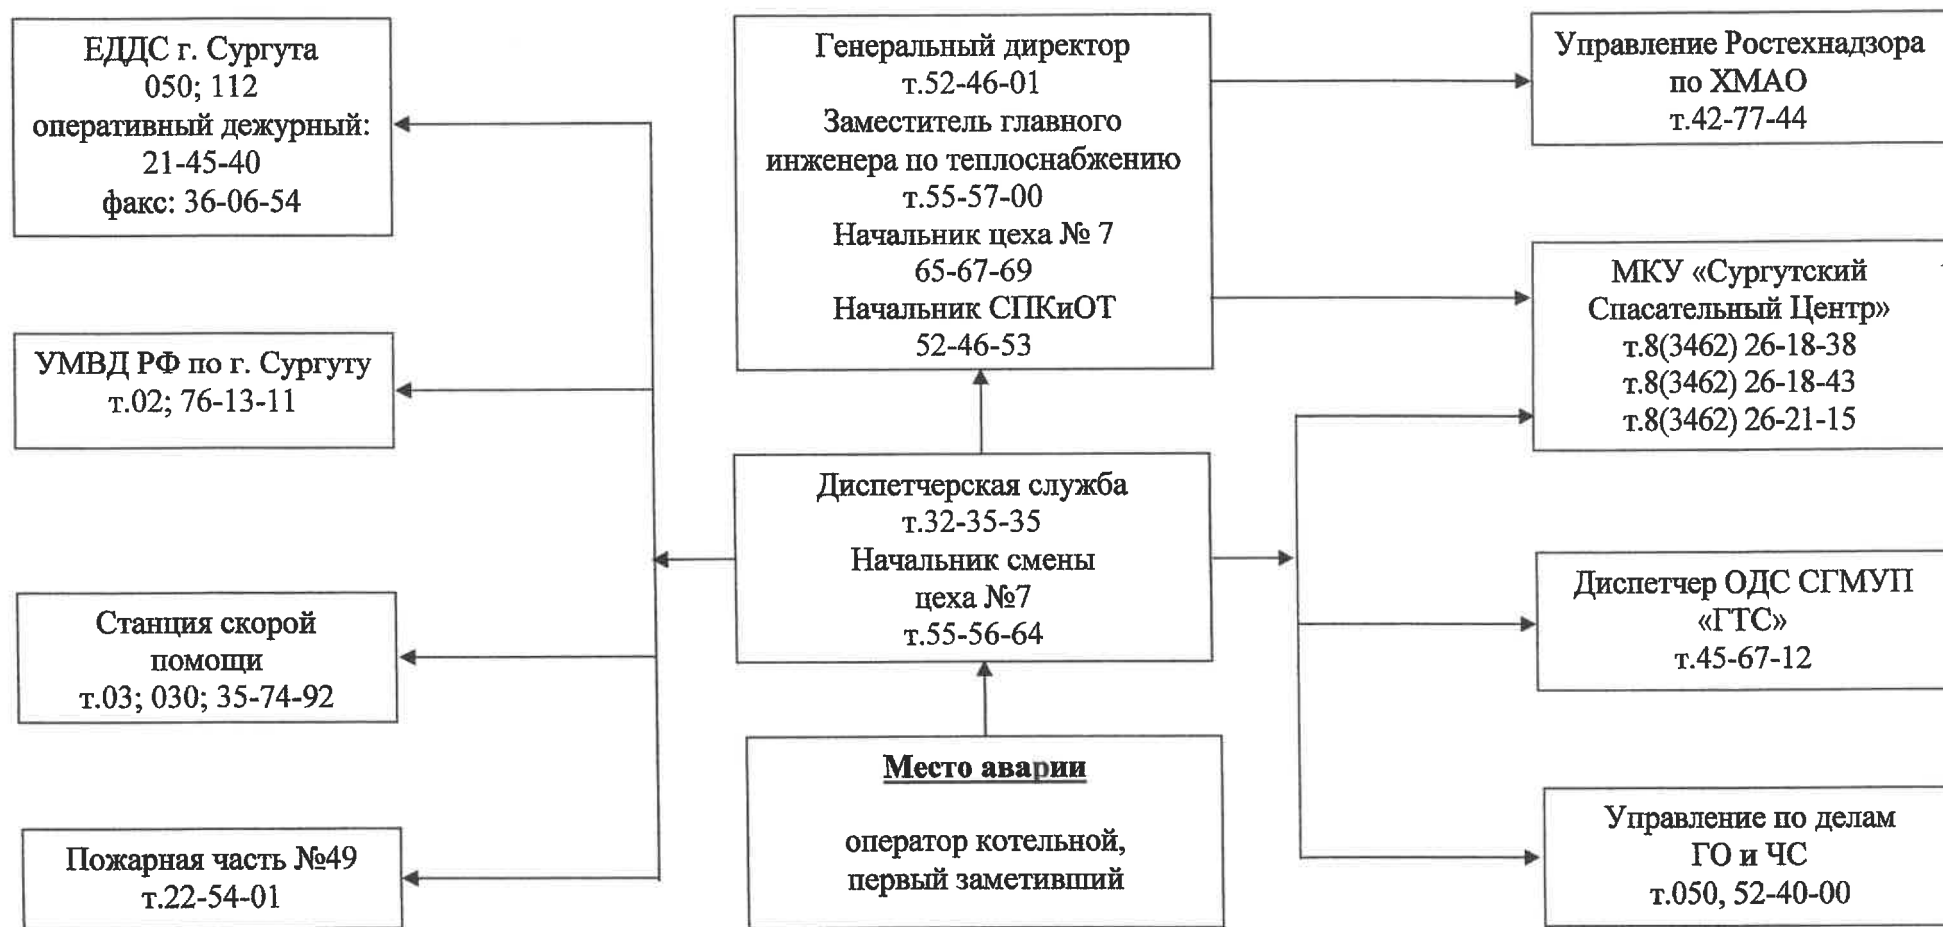 ЕДДС г. Сургута
050; 112
оперативный дежурный:
21-45-40
факс: 36-06-54
УМВД РФ по г. Сургуту
т.02; 76-13-11
Станция скорой
помощи
т.03; 030; 35-74-92
Пожарная часть №49
т.22-54-01
Генеральный директор
т.52-46-01
Заместитель главного
инженера по теплоснабжению
т.55-57-00
Начальник цеха № 7
65-67-69
Начальник СПКиОТ
52-46-53
Диспетчерская служба
т.32-35-35
Начальник смены
цеха №7
т.55-56-64
Место аварии
оператор котельной,
первый заметивший
Управление Ростехнадзора
по ХМАО
т.42-77-44
МКУ «Сургутский
Спасательный Центр»
т.8(3462) 26-18-38
т.8(3462) 26-18-43
т.8(3462) 26-21-15
Диспетчер ОДС СГМУП
«ГТС»
т.45-67-12
Управление по делам
ГО и ЧС
т.050, 52-40-00